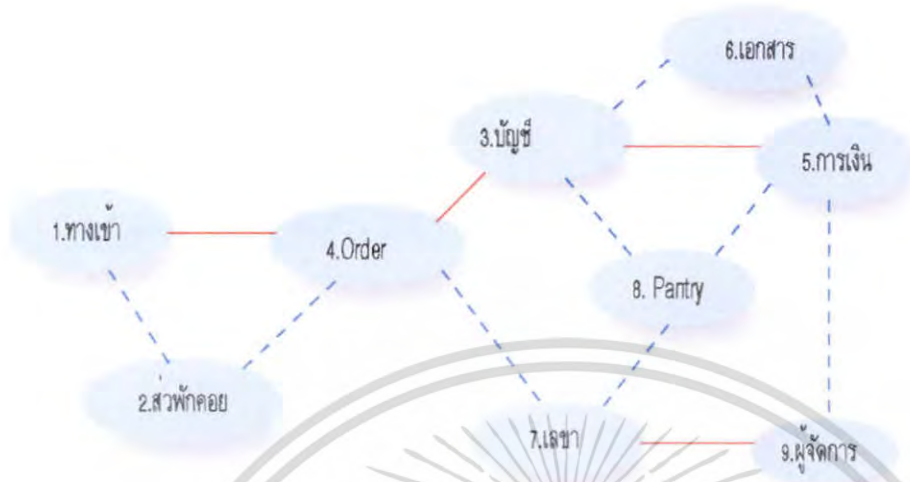 6.เอกสาร
3.บัญชี
5.การเงิน
1.ทางเข้า
4.Order
8. Pantry
2.ส่วพักคอย
7.เลขา
9.ผู้จัดการ